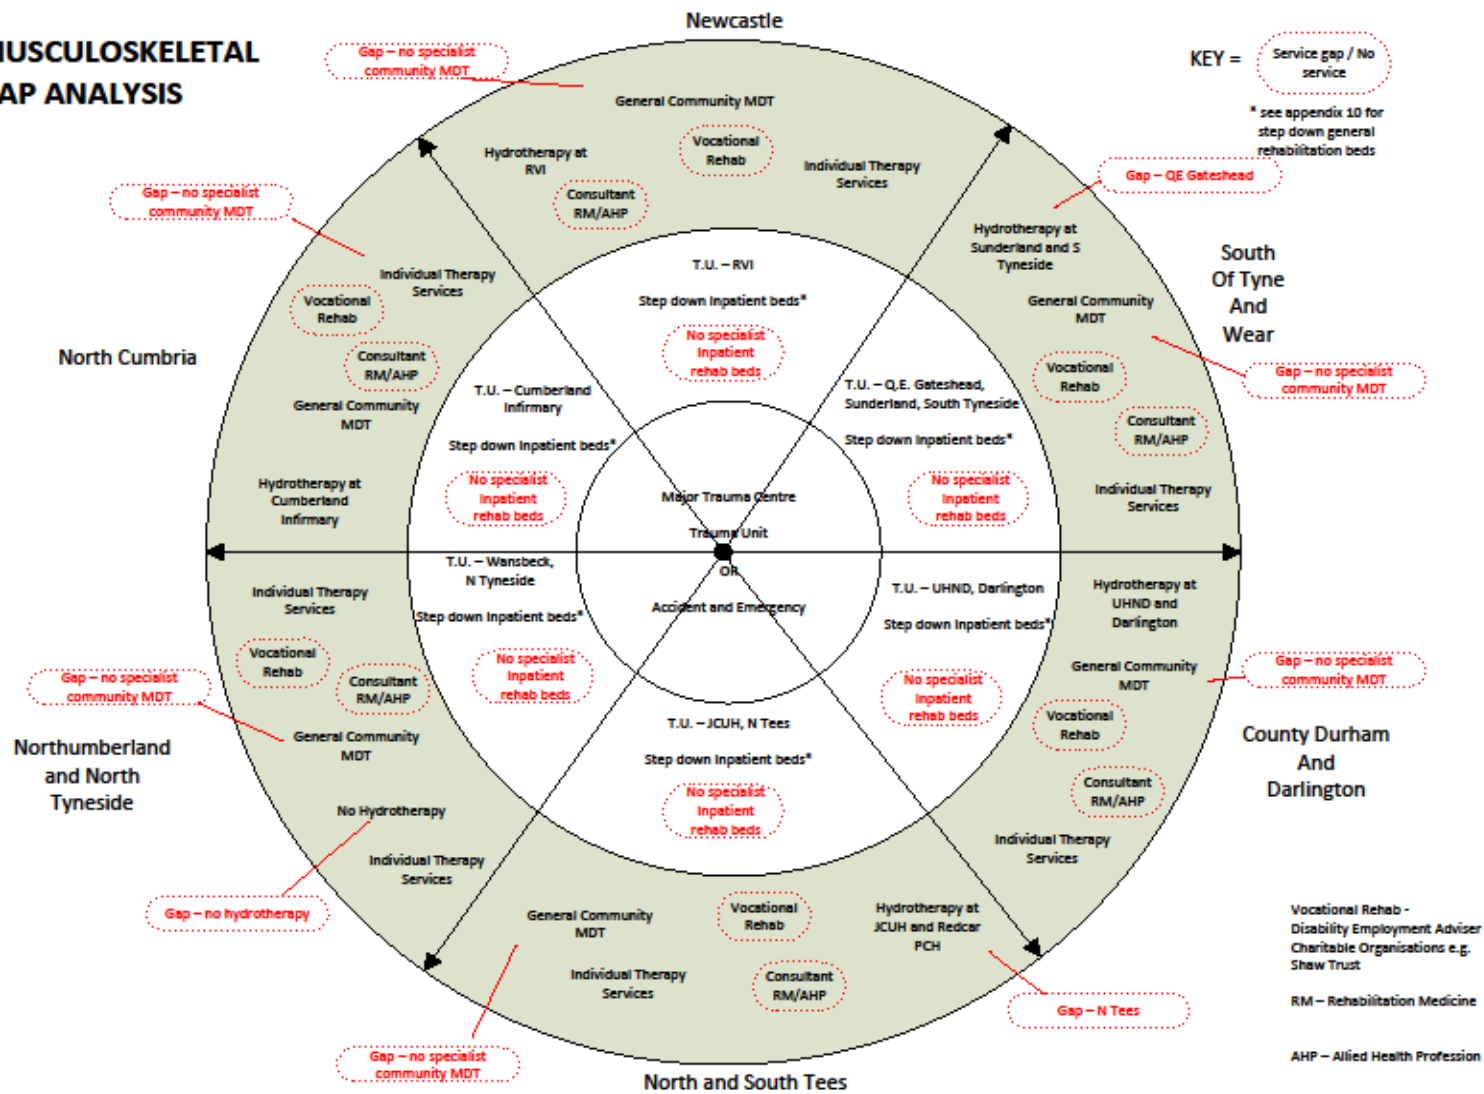 Newcastle
MUSCULOSKELETAL
GAP ANALYSIS
KEY =
Service gap / No
service
* see appendix 10 for
step down general
rehabilitation beds
Gap – no specialist
community MDT
General Community MDT
Hydrotherapy at
RVI
Vocational
Rehab
Individual Therapy
Services
Consultant
RM/AHP
T.U. – RVI
Step down Inpatient beds*
No specialist
Inpatient
rehab beds
Gap – QE Gateshead
Hydrotherapy at
Sunderland and S
Tyneside
South
Of Tyne
And
Wear
General Community
MDT
Vocational
Rehab
Gap – no specialist
community MDT
Consultant
RM/AHP
Individual Therapy
Services
T.U. – Q.E. Gateshead,
Sunderland, South Tyneside
Step down Inpatient beds*
No specialist
Inpatient
rehab beds
Gap – no specialist
community MDT
Individual Therapy
Services
Vocational
Rehab
North Cumbria
Consultant
RM/AHP
General Community
MDT
Hydrotherapy at
Cumberland
Infirmary
T.U. – Cumberland
Infirmary
Step down Inpatient beds*
No specialist
Inpatient
rehab beds
Major Trauma Centre
Trauma Unit
OR
Accident and Emergency
T.U. – Wansbeck,
N Tyneside
Step down Inpatient beds*
No specialist
Inpatient
rehab beds
Individual Therapy
Services
Vocational
Rehab
Consultant
RM/AHP
Gap – no specialist
community MDT
General Community
MDT
Northumberland
and North
Tyneside
No Hydrotherapy
Individual Therapy
Services
Gap – no hydrotherapy
T.U. – UHND, Darlington
Step down Inpatient beds*
No specialist
Inpatient
rehab beds
Hydrotherapy at
UHND and
Darlington
General Community
MDT
Gap – no specialist
community MDT
Vocational
Rehab
County Durham
And
Darlington
Consultant
RM/AHP
Individual Therapy
Services
T.U. – JCUH, N Tees
Step down Inpatient beds*
No specialist
Inpatient
rehab beds
General Community
MDT
Vocational
Rehab
Hydrotherapy at
JCUH and Redcar
PCH
Individual Therapy
Services
Consultant
RM/AHP
Gap – N Tees
Gap – no specialist
community MDT
North and South Tees
Vocational Rehab -
Disability Employment Adviser
Charitable Organisations e.g.
Shaw Trust
RM – Rehabilitation Medicine
AHP – Allied Health Profession